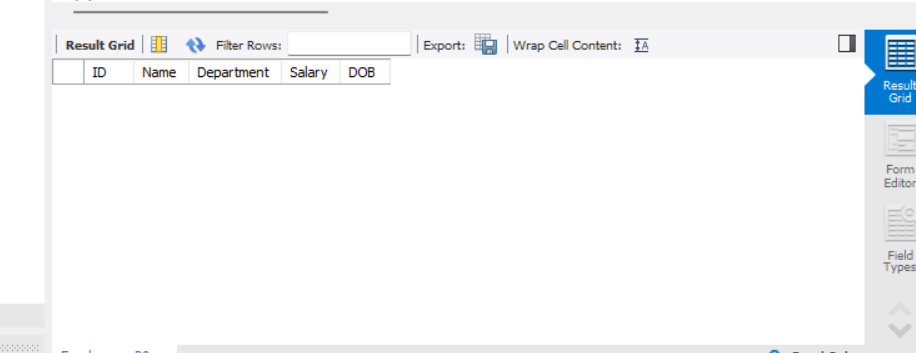 Result Grid Filter Rows: Export: Wrap Cell Content:
ID Name Department Salary DOB
Result
Grid
Form
Editor
Field
Types